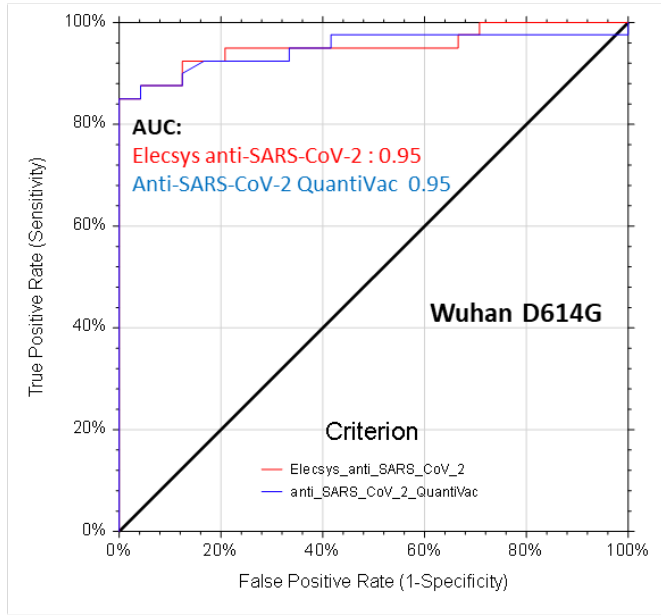 100%
80%
60%
40%
20%
0%
True Positive Rate (Sensitivity)
AUC:
Elecsys anti-SARS-CoV-2 : 0.95
Anti-SARS-CoV-2 QuantiVac 0.95
Wuhan D614G
Criterion
Elecsys_anti_SARS_CoV_2
anti_SARS_CoV_2_QuantiVac
0%
20%
40%
60%
80%
100%
False Positive Rate (1-Specificity)